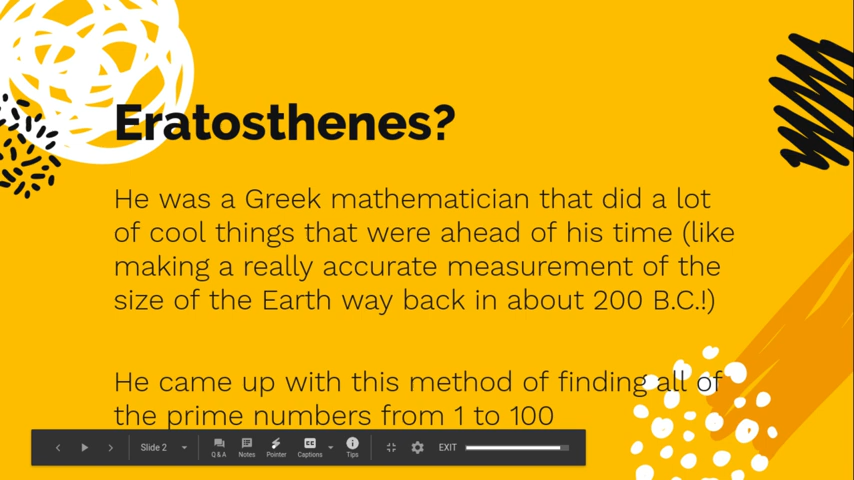 Eratosthenes?
He was a Greek mathematician that did a lot
of cool things that were ahead of his time (like
making a really accurate measurement of the
size of the Earth way back in about 200 B.C.!)
He came up with this method of finding all of
the prime numbers from 1 to 100
Slide 2
Q & A
Notes
Pointer
CC
Captions
Tips
EXIT